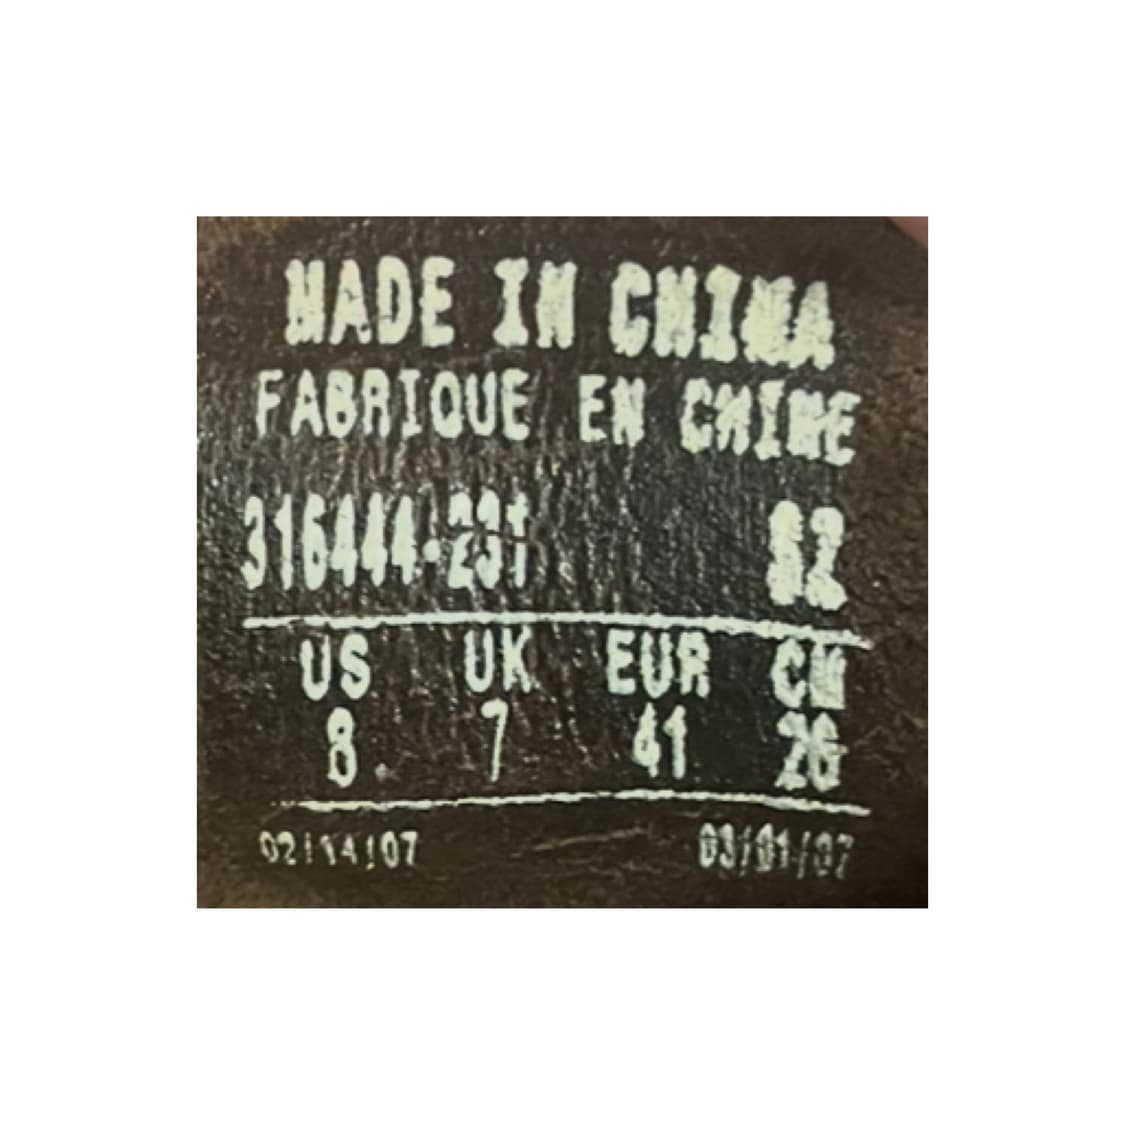 MADE IN CHINA
FABRIQUE EN CHINE
316444-231
US UK EUR CM
8 7 41 26
02/14/07 03/01/07